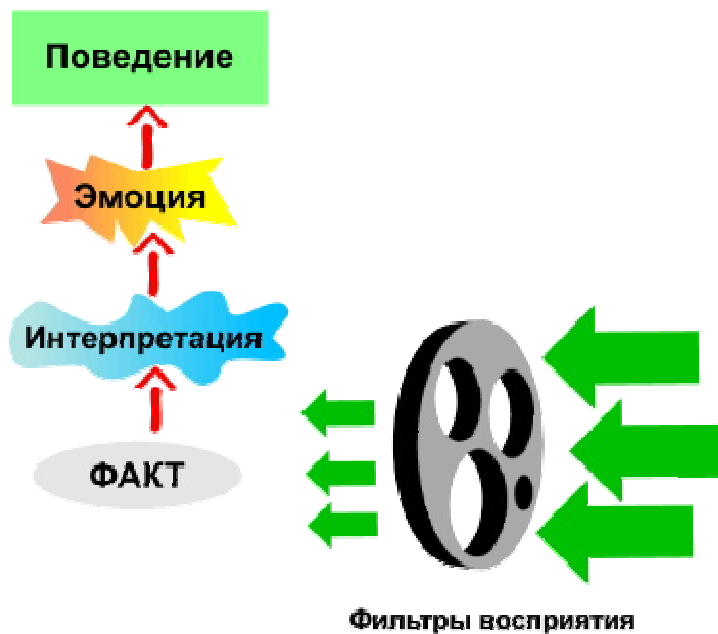 Поведение
Эмоция
Интерпретация
ФАКТ
Фильтры восприятия